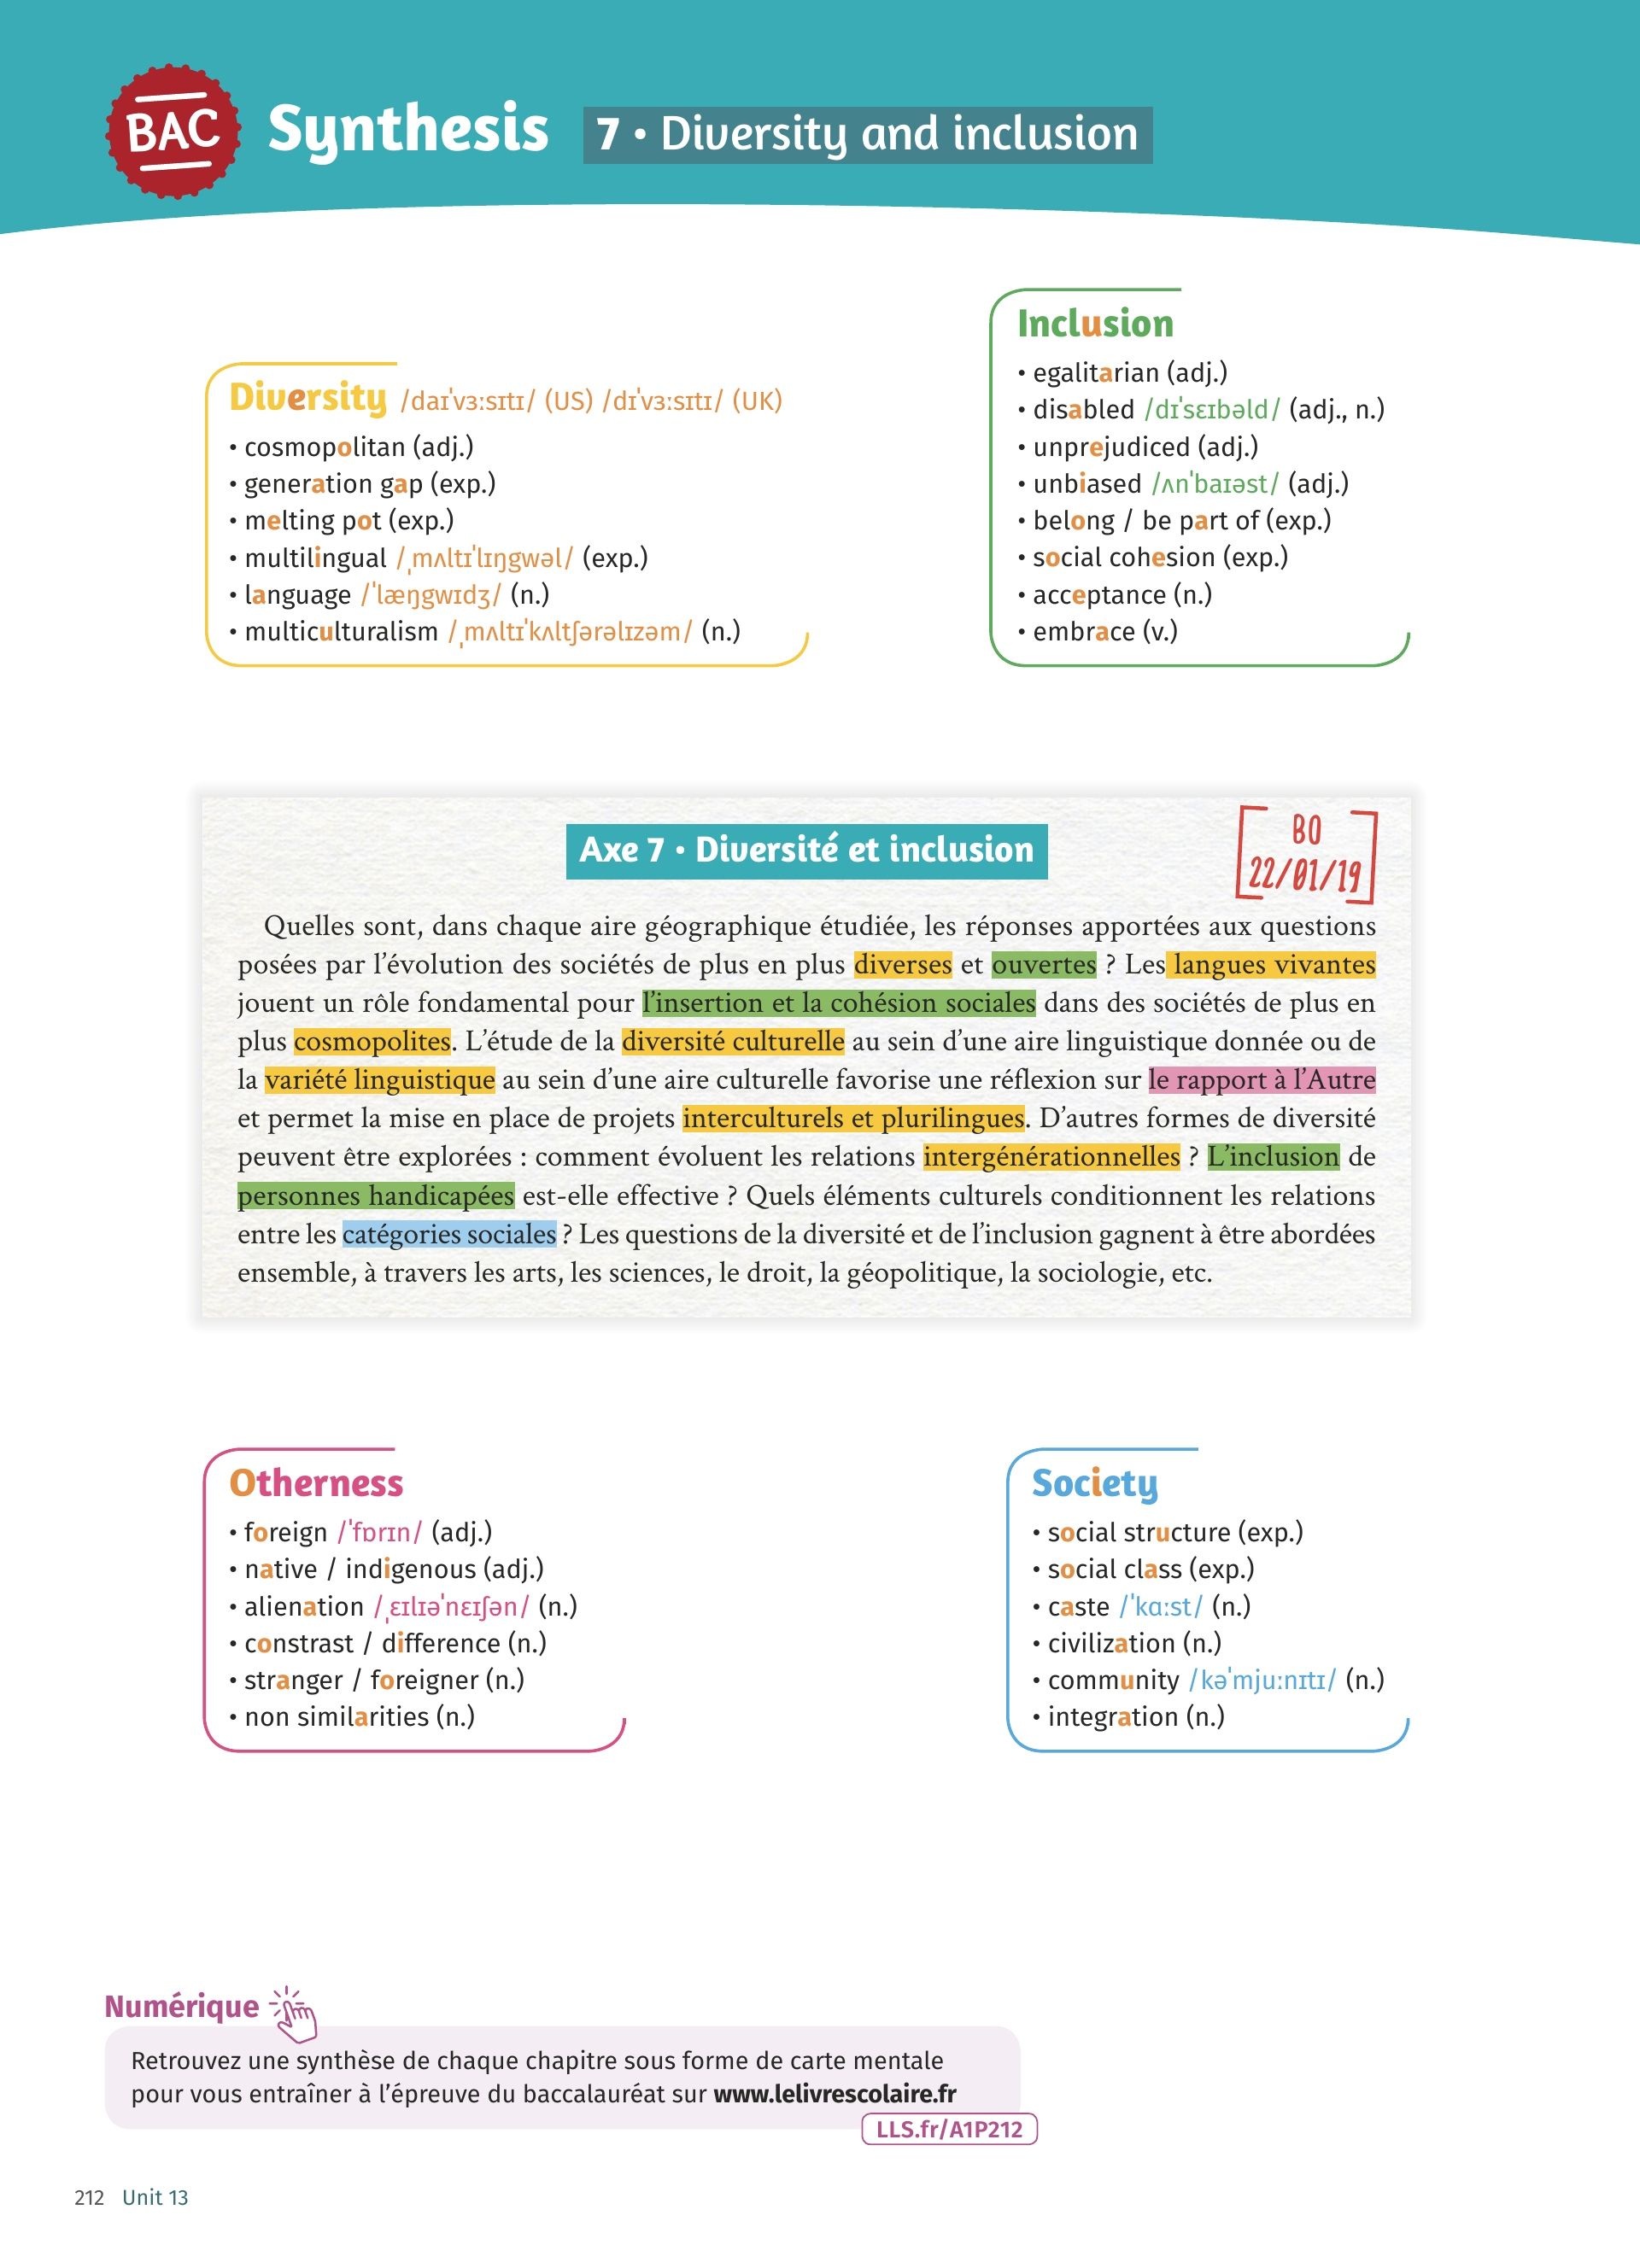 BAC
Synthesis 7 • Diversity and inclusion
Diversity /daɪˈvɜːsɪtɪ/ (US) /dɪˈvɜːsɪtɪ/ (UK)
• cosmopolitan (adj.)
• generation gap (exp.)
• melting pot (exp.)
• multilingual /ˌmʌltɪˈlɪŋgwəl/ (exp.)
• language /ˈlæŋgwɪdʒ/ (n.)
• multiculturalism /ˌmʌltɪˈkʌltʃərəlɪzəm/ (n.)
Inclusion
• egalitarian (adj.)
• disabled /dɪˈsɛɪbəld/ (adj., n.)
• unprejudiced (adj.)
• unbiased /ʌnˈbaɪəst/ (adj.)
• belong / be part of (exp.)
• social cohesion (exp.)
• acceptance (n.)
• embrace (v.)
Axe 7 • Diversité et inclusion
BO
22/01/19
Quelles sont, dans chaque aire géographique étudiée, les réponses apportées aux questions
posées par l’évolution des sociétés de plus en plus diverses et ouvertes ? Les langues vivantes
jouent un rôle fondamental pour l’insertion et la cohésion sociales dans des sociétés de plus en
plus cosmopolites. L’étude de la diversité culturelle au sein d’une aire linguistique donnée ou de
la variété linguistique au sein d’une aire culturelle favorise une réflexion sur le rapport à l’Autre
et permet la mise en place de projets interculturels et plurilingues. D’autres formes de diversité
peuvent être explorées : comment évoluent les relations intergénérationnelles ? L’inclusion de
personnes handicapées est-elle effective ? Quels éléments culturels conditionnent les relations
entre les catégories sociales ? Les questions de la diversité et de l’inclusion gagnent à être abordées
ensemble, à travers les arts, les sciences, le droit, la géopolitique, la sociologie, etc.
Otherness
• foreign /ˈfɒrɪn/ (adj.)
• native / indigenous (adj.)
• alienation /ˌɛɪlɪəˈnɛɪʃən/ (n.)
• constrast / difference (n.)
• stranger / foreigner (n.)
• non similarities (n.)
Society
• social structure (exp.)
• social class (exp.)
• caste /ˈkɑːst/ (n.)
• civilization (n.)
• community /kəˈmjuːnɪtɪ/ (n.)
• integration (n.)
Numérique
Retrouvez une synthèse de chaque chapitre sous forme de carte mentale
pour vous entraîner à l’épreuve du baccalauréat sur www.lelivrescolaire.fr
LLS.fr/A1P212
212 Unit 13